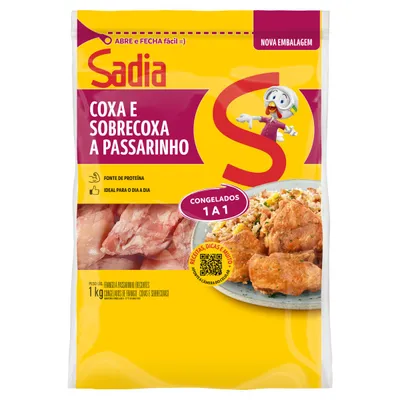 ABRE e FECHA fácil =)
NOVA EMBALAGEM
Sadia
COXA E
SOBRECOXA
A PASSARINHO
FONTE DE PROTEÍNA
IDEAL PARA O DIA A DIA
CONGELADOS
1 A 1
RECEITAS, DICAS E MUITO +
1 kg